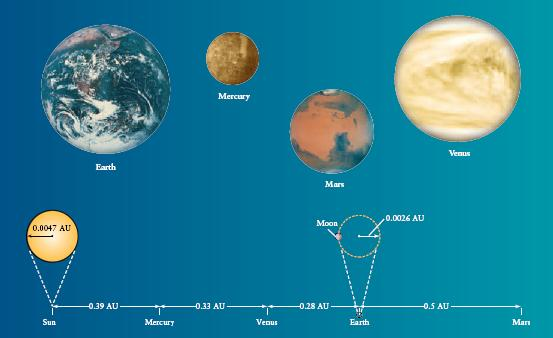 Mercury
Venus
Earth
Mars
0.0047 AU
Moon
0.0026 AU
0.39 AU
0.33 AU
0.28 AU
0.5 AU
Sun
Mercury
Venus
Earth
Mars